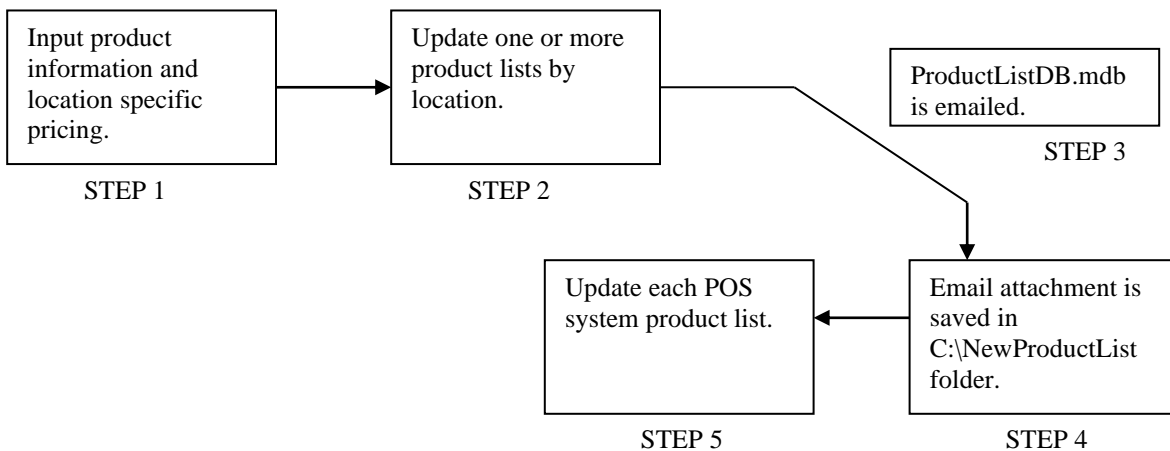 Input product
information and
location specific
pricing.
STEP 1
Update one or more
product lists by
location.
STEP 2
ProductListDB.mdb
is emailed.
STEP 3
Email attachment is
saved in
C:\NewProductList
folder.
STEP 4
Update each POS
system product list.
STEP 5